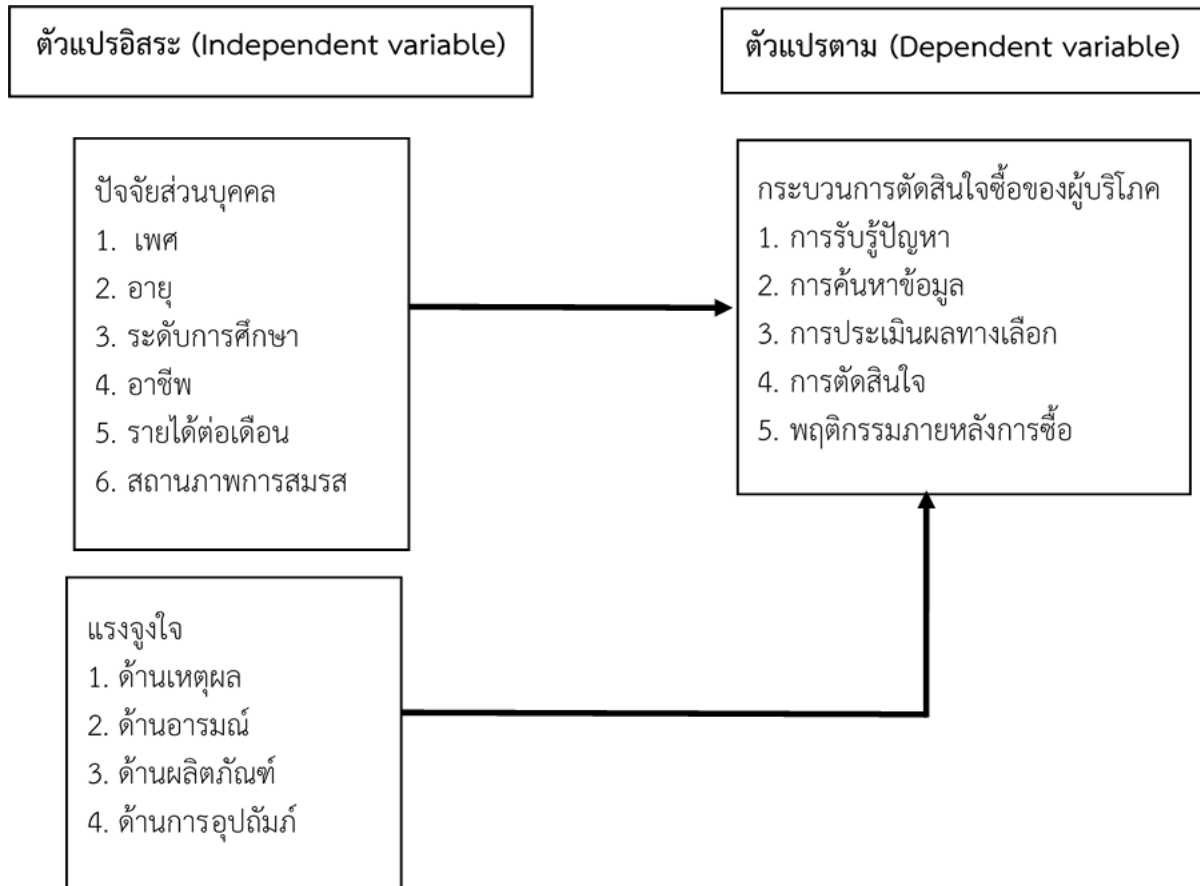 ตัวแปรอิสระ (Independent variable)
ตัวแปรตาม (Dependent variable)
ปัจจัยส่วนบุคคล
1. เพศ
2. อายุ
3. ระดับการศึกษา
4. อาชีพ
5. รายได้ต่อเดือน
6. สถานภาพการสมรส
กระบวนการตัดสินใจซื้อของผู้บริโภค
1. การรับรู้ปัญหา
2. การค้นหาข้อมูล
3. การประเมินผลทางเลือก
4. การตัดสินใจ
5. พฤติกรรมภายหลังการซื้อ
แรงจูงใจ
1. ด้านเหตุผล
2. ด้านอารมณ์
3. ด้านผลิตภัณฑ์
4. ด้านการอุปถัมภ์